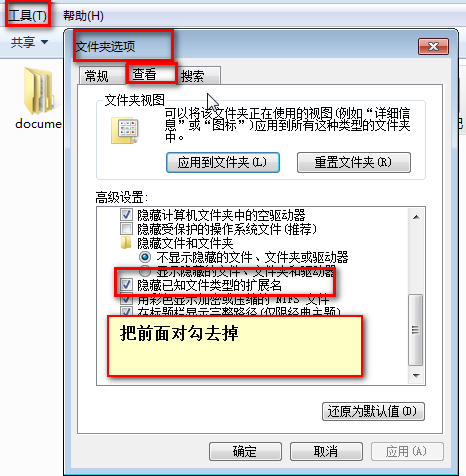 工具(T) 帮助(H)
共享
文件夹选项
常规 查看 搜索
docume
文件夹视图
可以将该文件夹正在使用的视图(例如“详细信
息”或“图标”)应用到所有这种类型的文件夹
中。
应用到文件夹(L) 重置文件夹(R)
高级设置:
隐藏计算机文件夹中的空驱动器
隐藏受保护的操作系统文件(推荐)
隐藏文件和文件夹
不显示隐藏的文件、文件夹或驱动器
显示隐藏的文件、文件夹和驱动器
隐藏已知文件类型的扩展名
用彩色显示加密或压缩的 NTFS 文件
在标题栏显示完整路径(仅限经典主题)
把前面对勾去掉
还原为默认值(D)
确定 取消 应用(A)